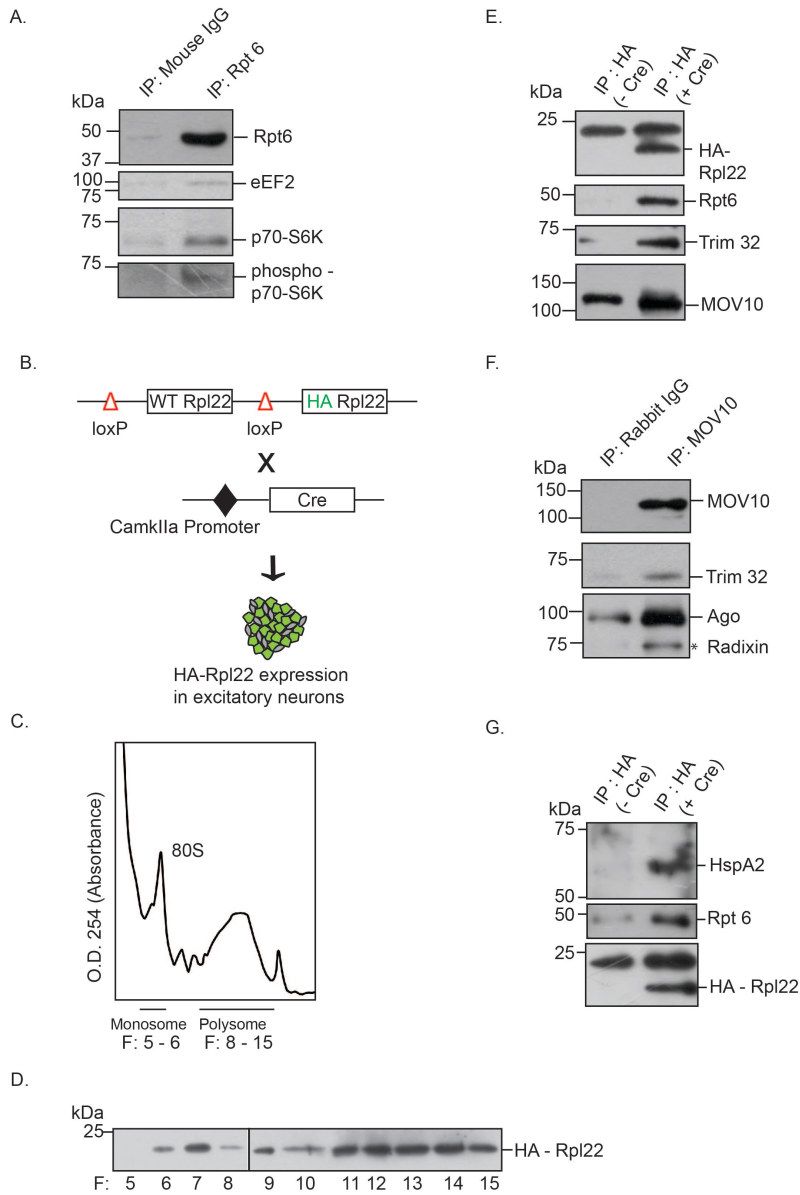 A.
IP: Mouse IgG
IP: Rpt 6
kDa
50
37
Rpt6
100
75
eEF2
75
p70-S6K
75
phospho -
p70-S6K
B.
WT Rpl22
HA Rpl22
loxP
loxP
X
Cre
CamkIIa Promoter
HA-Rpl22 expression
in excitatory neurons
C.
O.D. 254 (Absorbance)
80S
Monosome
Polysome
F: 5 - 6
F: 8 - 15
D.
kDa
25
HA - Rpl22
F: 5 6 7 8 9 10 11 12 13 14 15
E.
IP : HA
(- Cre)
IP : HA
(+ Cre)
kDa
25
HA-
Rpl22
50
Rpt6
75
Trim 32
150
100
MOV10
F.
IP: Rabbit IgG
IP: MOV10
kDa
150
100
MOV10
75
Trim 32
100
75
Ago
* Radixin
G.
IP : HA
(- Cre)
IP : HA
(+ Cre)
kDa
75
50
HspA2
50
Rpt 6
25
HA - Rpl22